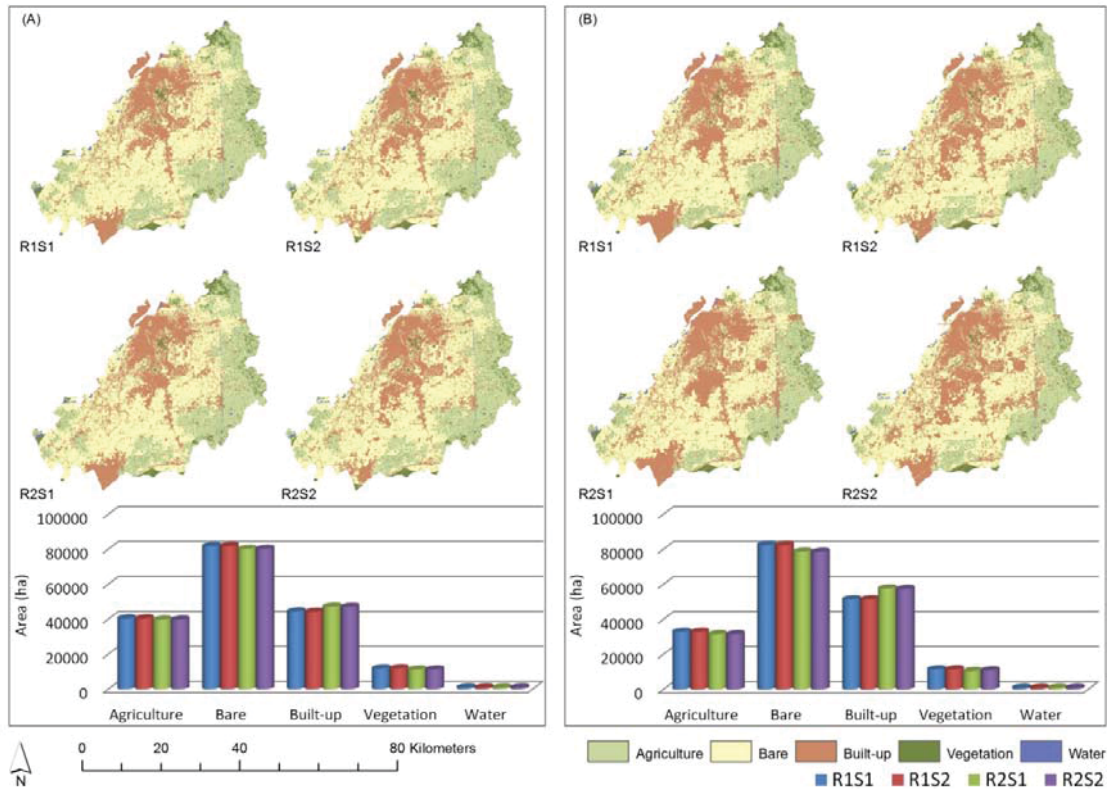 (A)
R1S1 R1S2
R2S1 R2S2
100000
80000
60000
40000
20000
0
Area (ha)
Agriculture Bare Built-up Vegetation Water
(B)
R1S1 R1S2
R2S1 R2S2
100000
80000
60000
40000
20000
0
Area (ha)
Agriculture Bare Built-up Vegetation Water
N
0 20 40 80 Kilometers
Agriculture Bare Built-up Vegetation Water
R1S1 R1S2 R2S1 R2S2